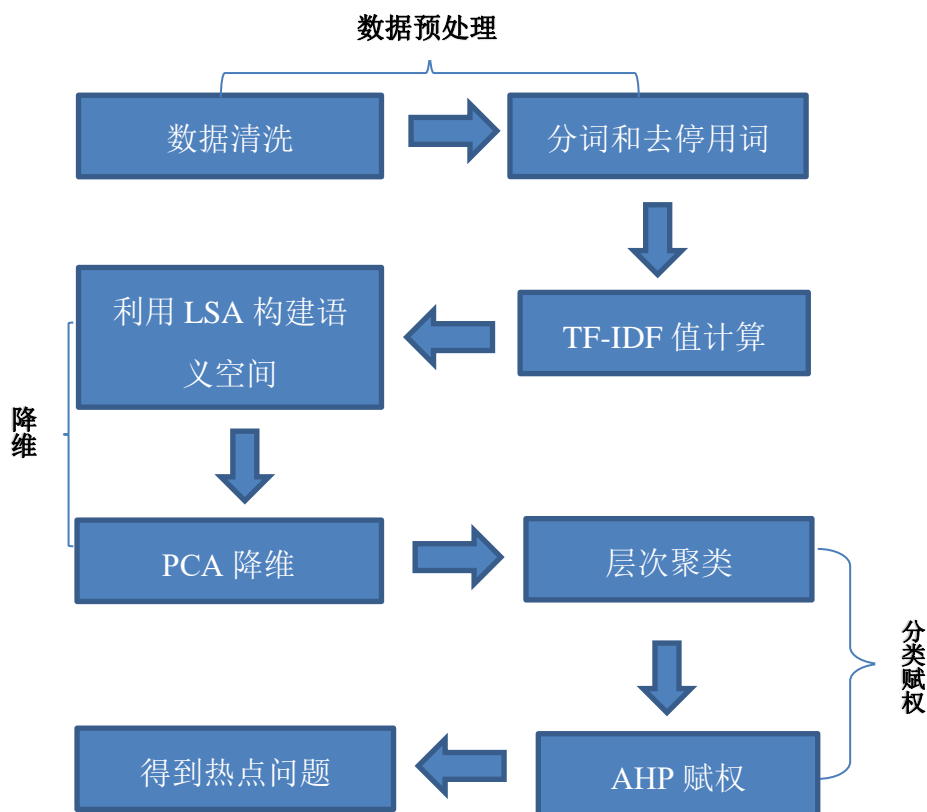 数据预处理
数据清洗
分词和去停用词
利用 LSA 构建语
义空间
TF-IDF 值计算
降
维
PCA 降维
层次聚类
分
类
赋
权
得到热点问题
AHP 赋权